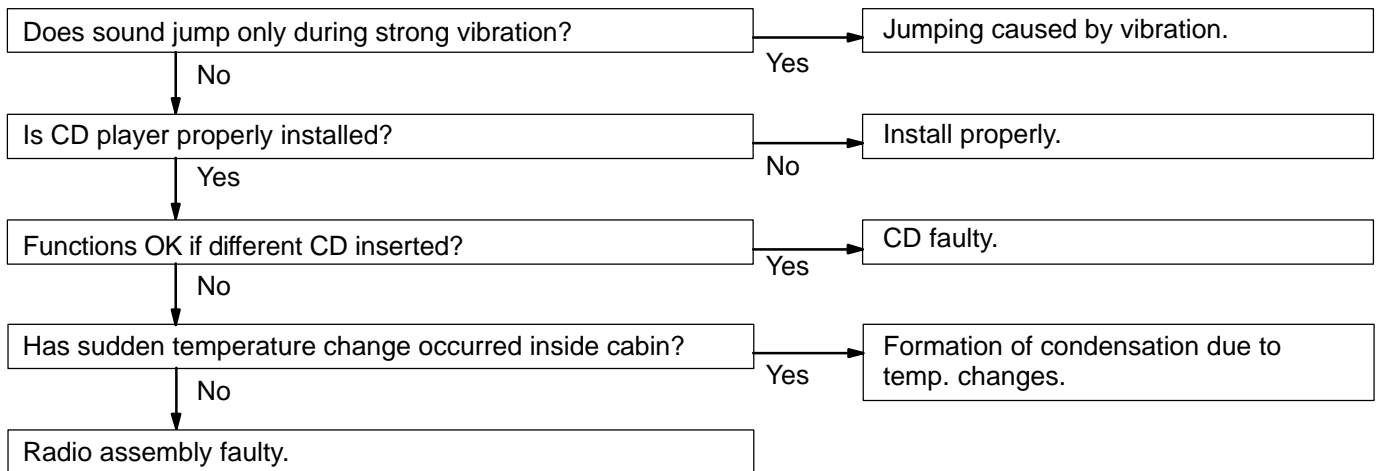 Does sound jump only during strong vibration?
Yes
Jumping caused by vibration.
No
Is CD player properly installed?
No
Install properly.
Yes
Functions OK if different CD inserted?
Yes
CD faulty.
No
Has sudden temperature change occurred inside cabin?
Yes
Formation of condensation due to
temp. changes.
No
Radio assembly faulty.